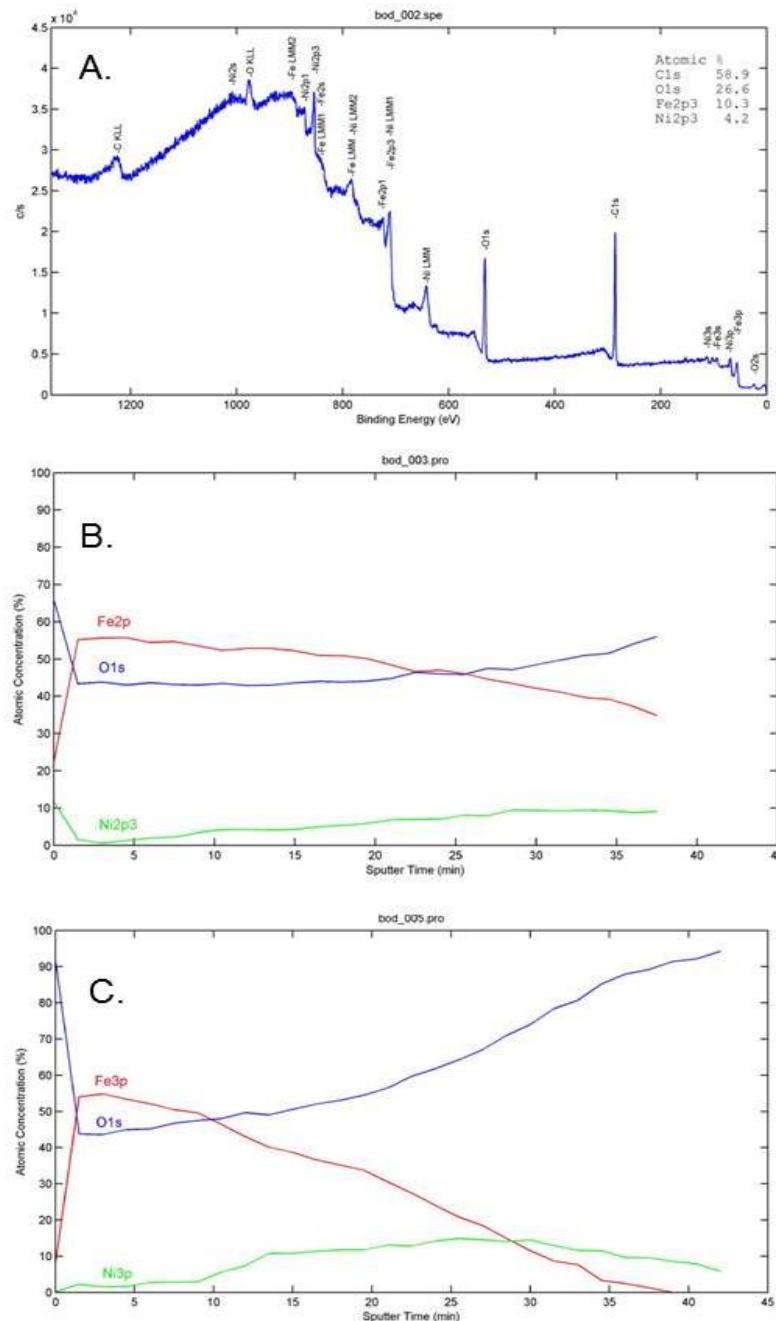 bod_002.spe
x 10⁴
A.
Atomic %
C1s 58.9
O1s 26.6
Fe2p3 10.3
Ni2p3 4.2
-C KLL
-Ni2s
-O KLL
-Fe LMM2
-Ni2p1
-Ni2p3
-Fe LMM1 -Fe2s
-Fe LMM -Ni LMM2
-Fe2p1
-Fe2p3 -Ni LMM1
-Ni LMM
-O1s
-C1s
-Ni3s
-Fe3s
-Ni3p
-Fe3p
-O2s
4.5
4
3.5
3
2.5
2
1.5
1
0.5
0
c/s
1200 1000 800 600 400 200 0
Binding Energy (eV)
bod_003.pro
B.
100
90
80
70
60
50
40
30
20
10
0
Atomic Concentration (%)
Fe2p
O1s
Ni2p3
0 5 10 15 20 25 30 35 40 45
Sputter Time (min)
bod_005.pro
C.
100
90
80
70
60
50
40
30
20
10
0
Atomic Concentration (%)
Fe3p
O1s
Ni3p
0 5 10 15 20 25 30 35 40 45
Sputter Time (min)